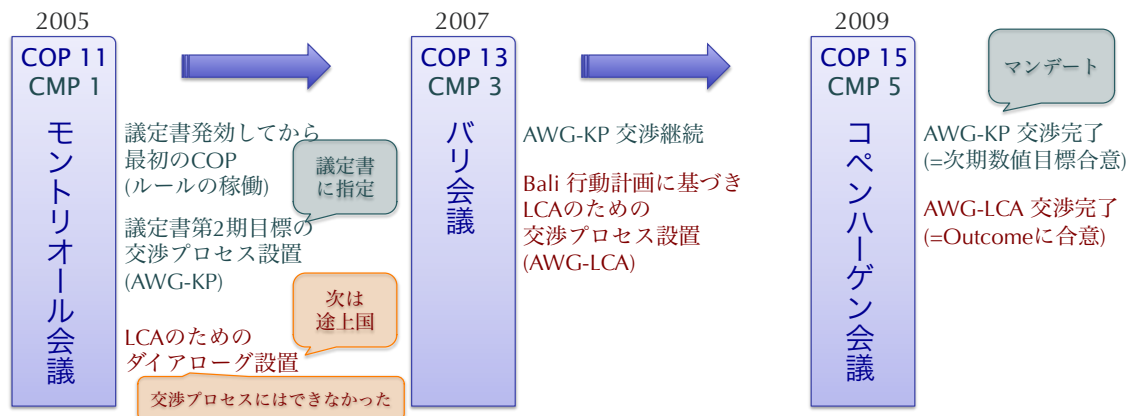 2005
COP 11
CMP 1
モントリオール会議
議定書発効してから
最初のCOP
(ルールの稼働)
議定書
に指定
議定書第2期目標の
交渉プロセス設置
(AWG-KP)
次は
途上国
LCAのための
ダイアローグ設置
交渉プロセスにはできなかった
2007
COP 13
CMP 3
バリ会議
AWG-KP 交渉継続
Bali 行動計画に基づき
LCAのための
交渉プロセス設置
(AWG-LCA)
2009
COP 15
CMP 5
コペンハーゲン会議
マンデート
AWG-KP 交渉完了
(=次期数値目標合意)
AWG-LCA 交渉完了
(=Outcomeに合意)